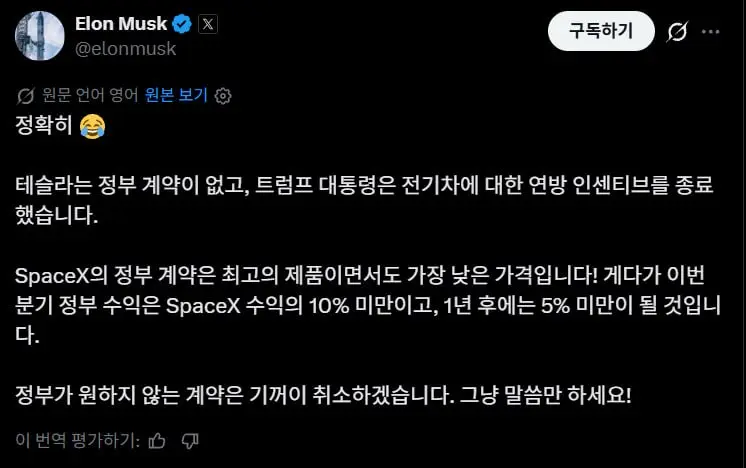 Elon Musk
@elonmusk
구독하기
원문 언어 영어 원본 보기
정확히 😂
테슬라는 정부 계약이 없고, 트럼프 대통령은 전기차에 대한 연방 인센티브를 종료
했습니다.
SpaceX의 정부 계약은 최고의 제품이면서도 가장 낮은 가격입니다! 게다가 이번
분기 정부 수익은 SpaceX 수익의 10% 미만이고, 1년 후에는 5% 미만이 될 것입니
다.
정부가 원하지 않는 계약은 기꺼이 취소하겠습니다. 그냥 말씀만 하세요!
이 번역 평가하기: